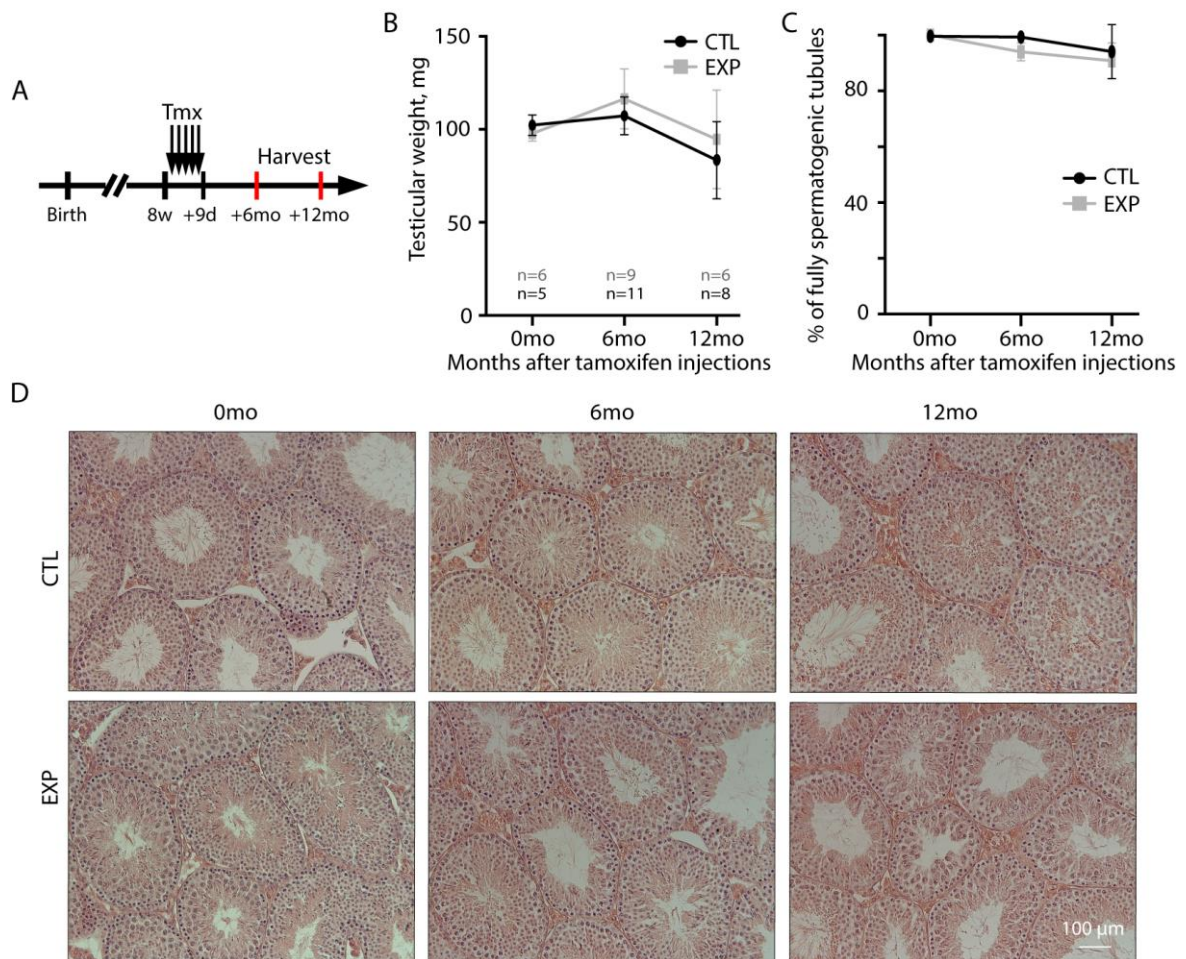 A
Tmx
Harvest
Birth
8w
+9d
+6mo
+12mo
B
Testicular weight, mg
150
100
50
0
CTL
EXP
n=6
n=5
n=9
n=11
n=6
n=8
0mo
6mo
12mo
Months after tamoxifen injections
C
% of fully spermatogenic tubules
80
40
0
CTL
EXP
0mo
6mo
12mo
Months after tamoxifen injections
D
0mo
6mo
12mo
CTL
EXP
100 µm